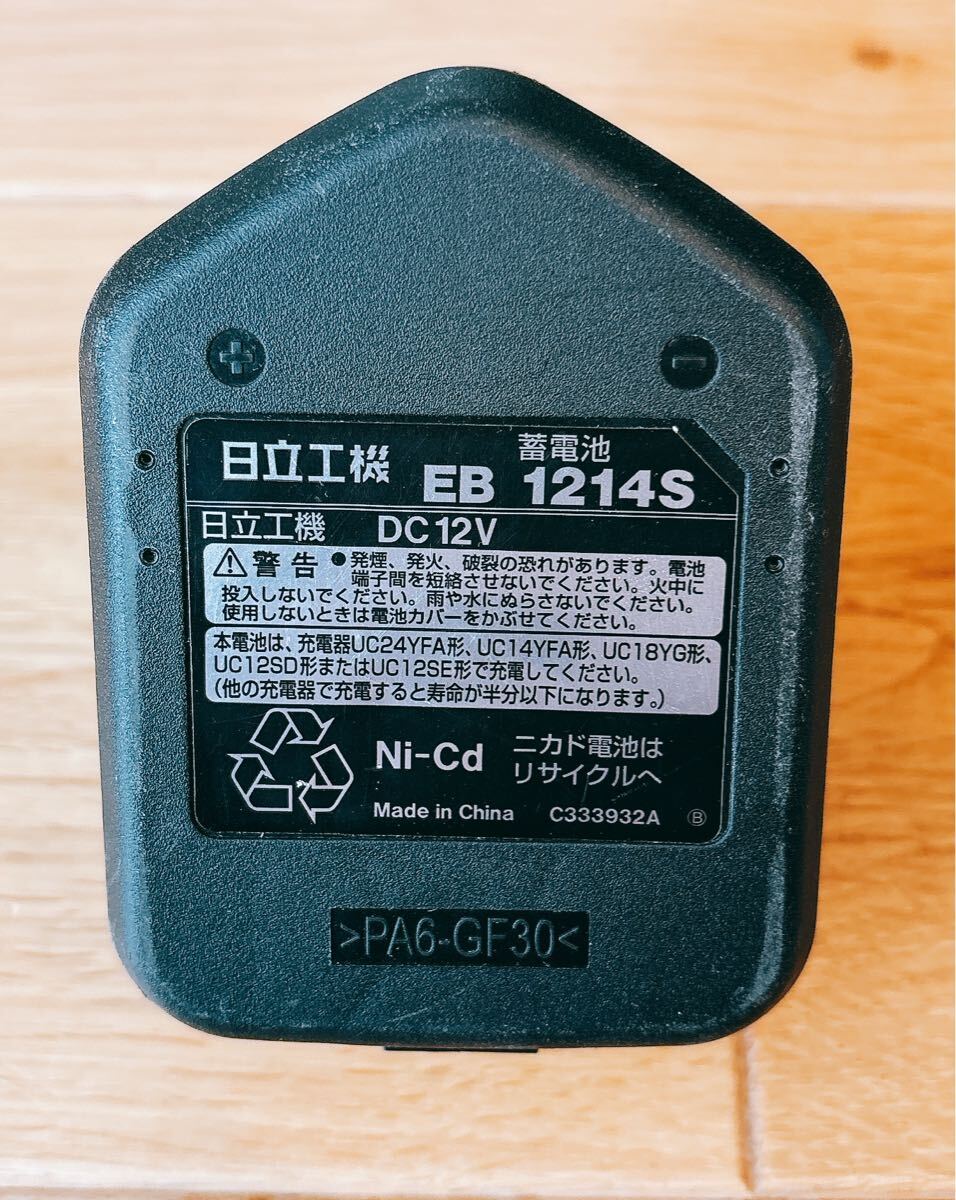 + -
日立工機 蓄電池
EB 1214S
日立工機 DC12V
⚠警告 ●発煙、発火、破裂の恐れがあります。電池
端子間を短絡させないでください。火中に
投入しないでください。雨や水にぬらさないでください。
使用しないときは電池カバーをかぶせてください。
本電池は、充電器UC24YFA形、UC14YFA形、UC18YG形、
UC12SD形またはUC12SE形で充電してください。
(他の充電器で充電すると寿命が半分以下になります。)
Ni-Cd ニカド電池は
リサイクルへ
Made in China C333932A Ⓑ
>PA6-GF30<